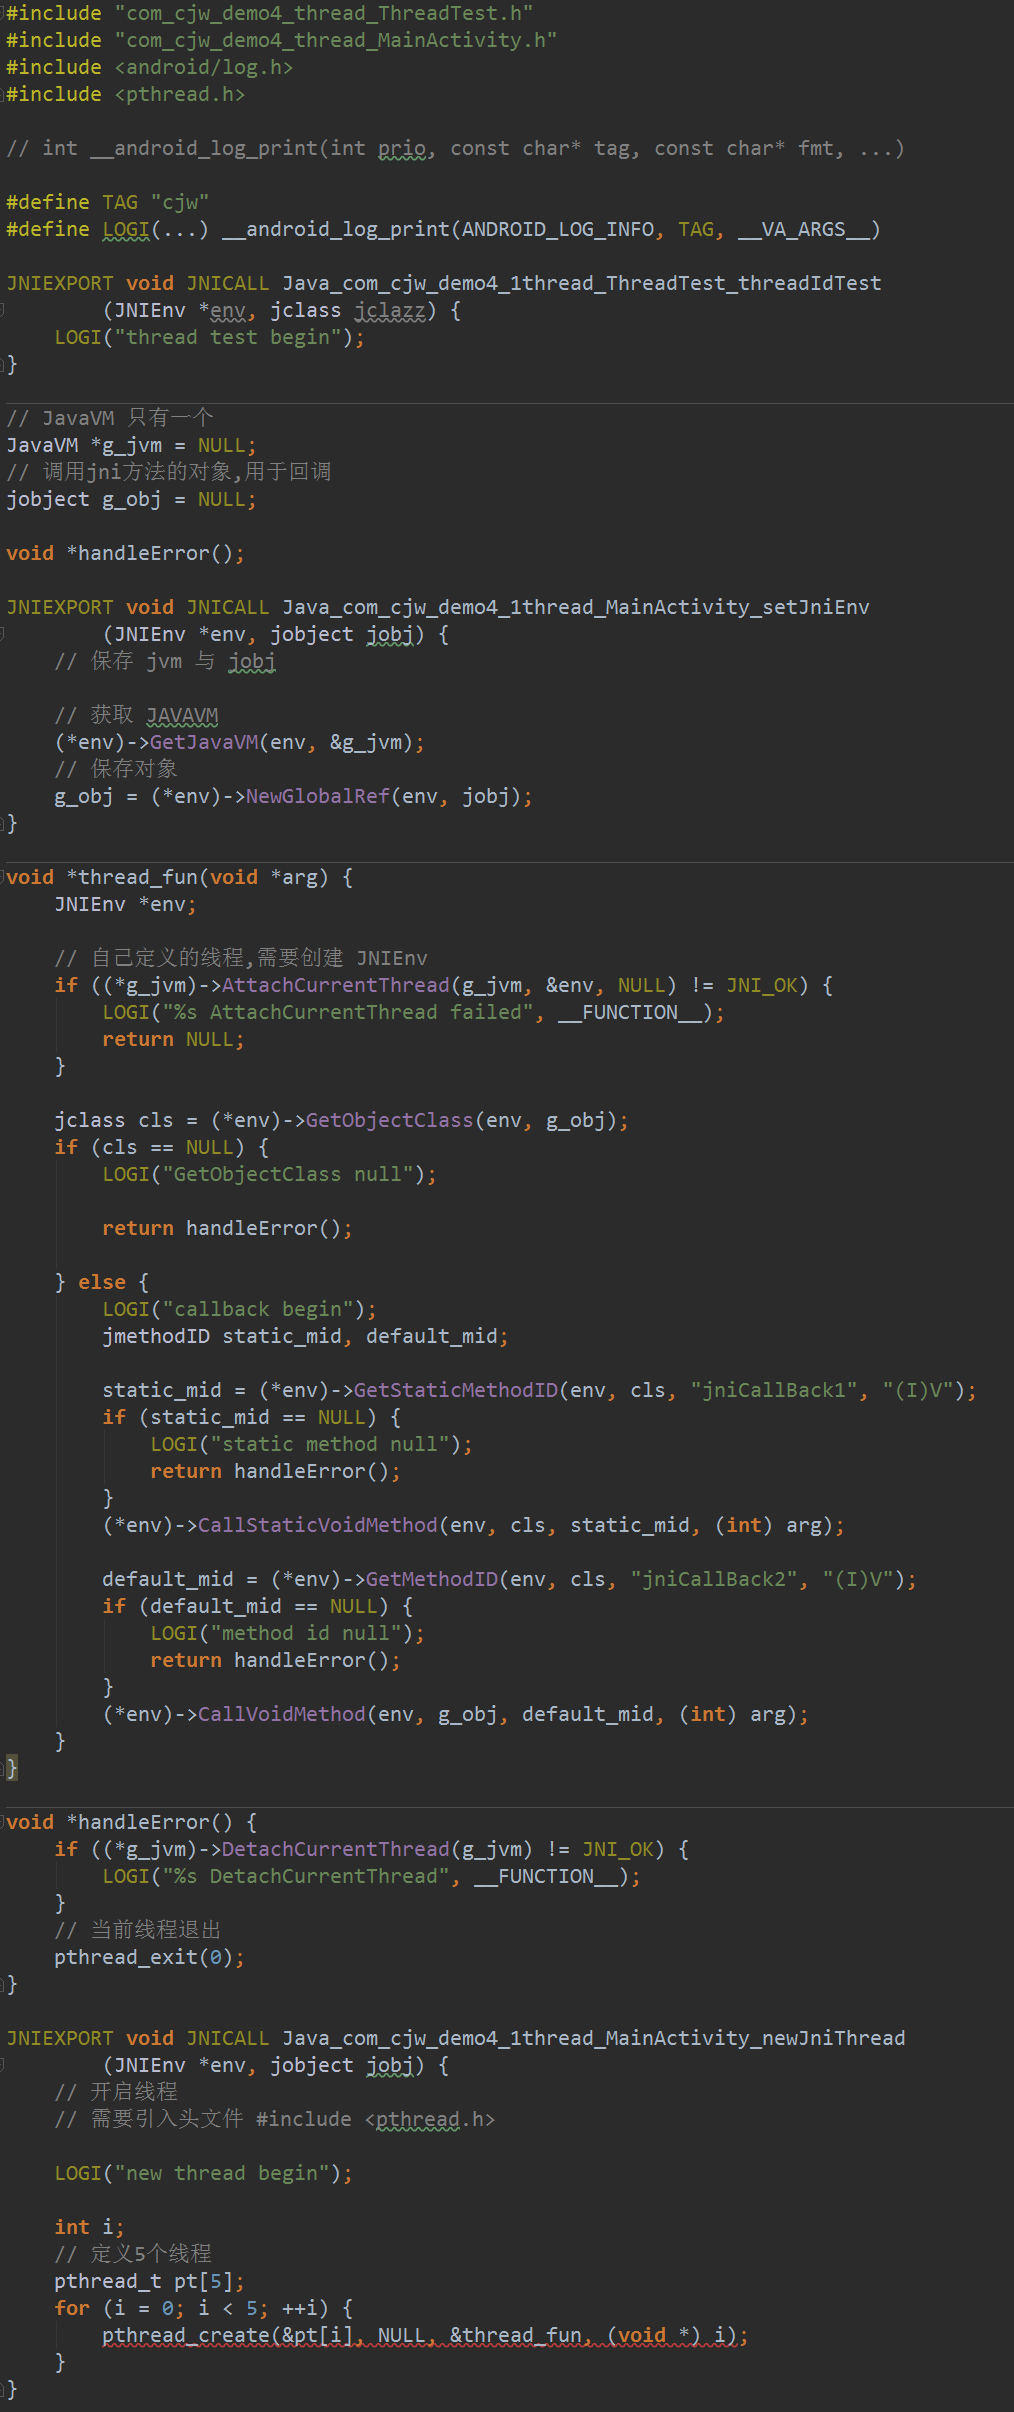 #include "com_cjw_demo4_thread_ThreadTest.h"
#include "com_cjw_demo4_thread_MainActivity.h"
#include <android/log.h>
#include <pthread.h>

// int __android_log_print(int prio, const char* tag, const char* fmt, ...)

#define TAG "cjw"
#define LOGI(...) __android_log_print(ANDROID_LOG_INFO, TAG, __VA_ARGS__)

JNIEXPORT void JNICALL Java_com_cjw_demo4_1thread_ThreadTest_threadIdTest
        (JNIEnv *env, jclass jclazz) {
    LOGI("thread test begin");
}

// JavaVM 只有一个
JavaVM *g_jvm = NULL;
// 调用jni方法的对象,用于回调
jobject g_obj = NULL;

void *handleError();

JNIEXPORT void JNICALL Java_com_cjw_demo4_1thread_MainActivity_setJniEnv
        (JNIEnv *env, jobject jobj) {
    // 保存 jvm 与 jobj

    // 获取 JAVAVM
    (*env)->GetJavaVM(env, &g_jvm);
    // 保存对象
    g_obj = (*env)->NewGlobalRef(env, jobj);
}

void *thread_fun(void *arg) {
    JNIEnv *env;

    // 自己定义的线程,需要创建 JNIEnv
    if ((*g_jvm)->AttachCurrentThread(g_jvm, &env, NULL) != JNI_OK) {
        LOGI("%s AttachCurrentThread failed", __FUNCTION__);
        return NULL;
    }

    jclass cls = (*env)->GetObjectClass(env, g_obj);
    if (cls == NULL) {
        LOGI("GetObjectClass null");

        return handleError();

    } else {
        LOGI("callback begin");
        jmethodID static_mid, default_mid;

        static_mid = (*env)->GetStaticMethodID(env, cls, "jniCallBack1", "(I)V");
        if (static_mid == NULL) {
            LOGI("static method null");
            return handleError();
        }
        (*env)->CallStaticVoidMethod(env, cls, static_mid, (int) arg);

        default_mid = (*env)->GetMethodID(env, cls, "jniCallBack2", "(I)V");
        if (default_mid == NULL) {
            LOGI("method id null");
            return handleError();
        }
        (*env)->CallVoidMethod(env, g_obj, default_mid, (int) arg);
    }
}

void *handleError() {
    if ((*g_jvm)->DetachCurrentThread(g_jvm) != JNI_OK) {
        LOGI("%s DetachCurrentThread", __FUNCTION__);
    }
    // 当前线程退出
    pthread_exit(0);
}

JNIEXPORT void JNICALL Java_com_cjw_demo4_1thread_MainActivity_newJniThread
        (JNIEnv *env, jobject jobj) {
    // 开启线程
    // 需要引入头文件 #include <pthread.h>

    LOGI("new thread begin");

    int i;
    // 定义5个线程
    pthread_t pt[5];
    for (i = 0; i < 5; ++i) {
        pthread_create(&pt[i], NULL, &thread_fun, (void *) i);
    }
}